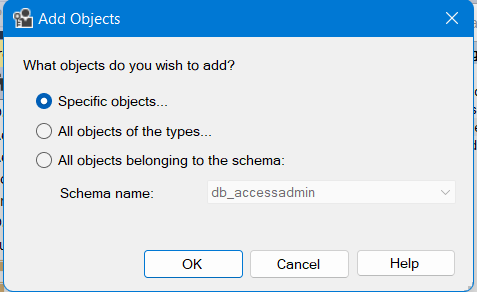 Add Objects
What objects do you wish to add?
Specific objects...
All objects of the types...
All objects belonging to the schema:
Schema name: db_accessadmin
OK Cancel Help